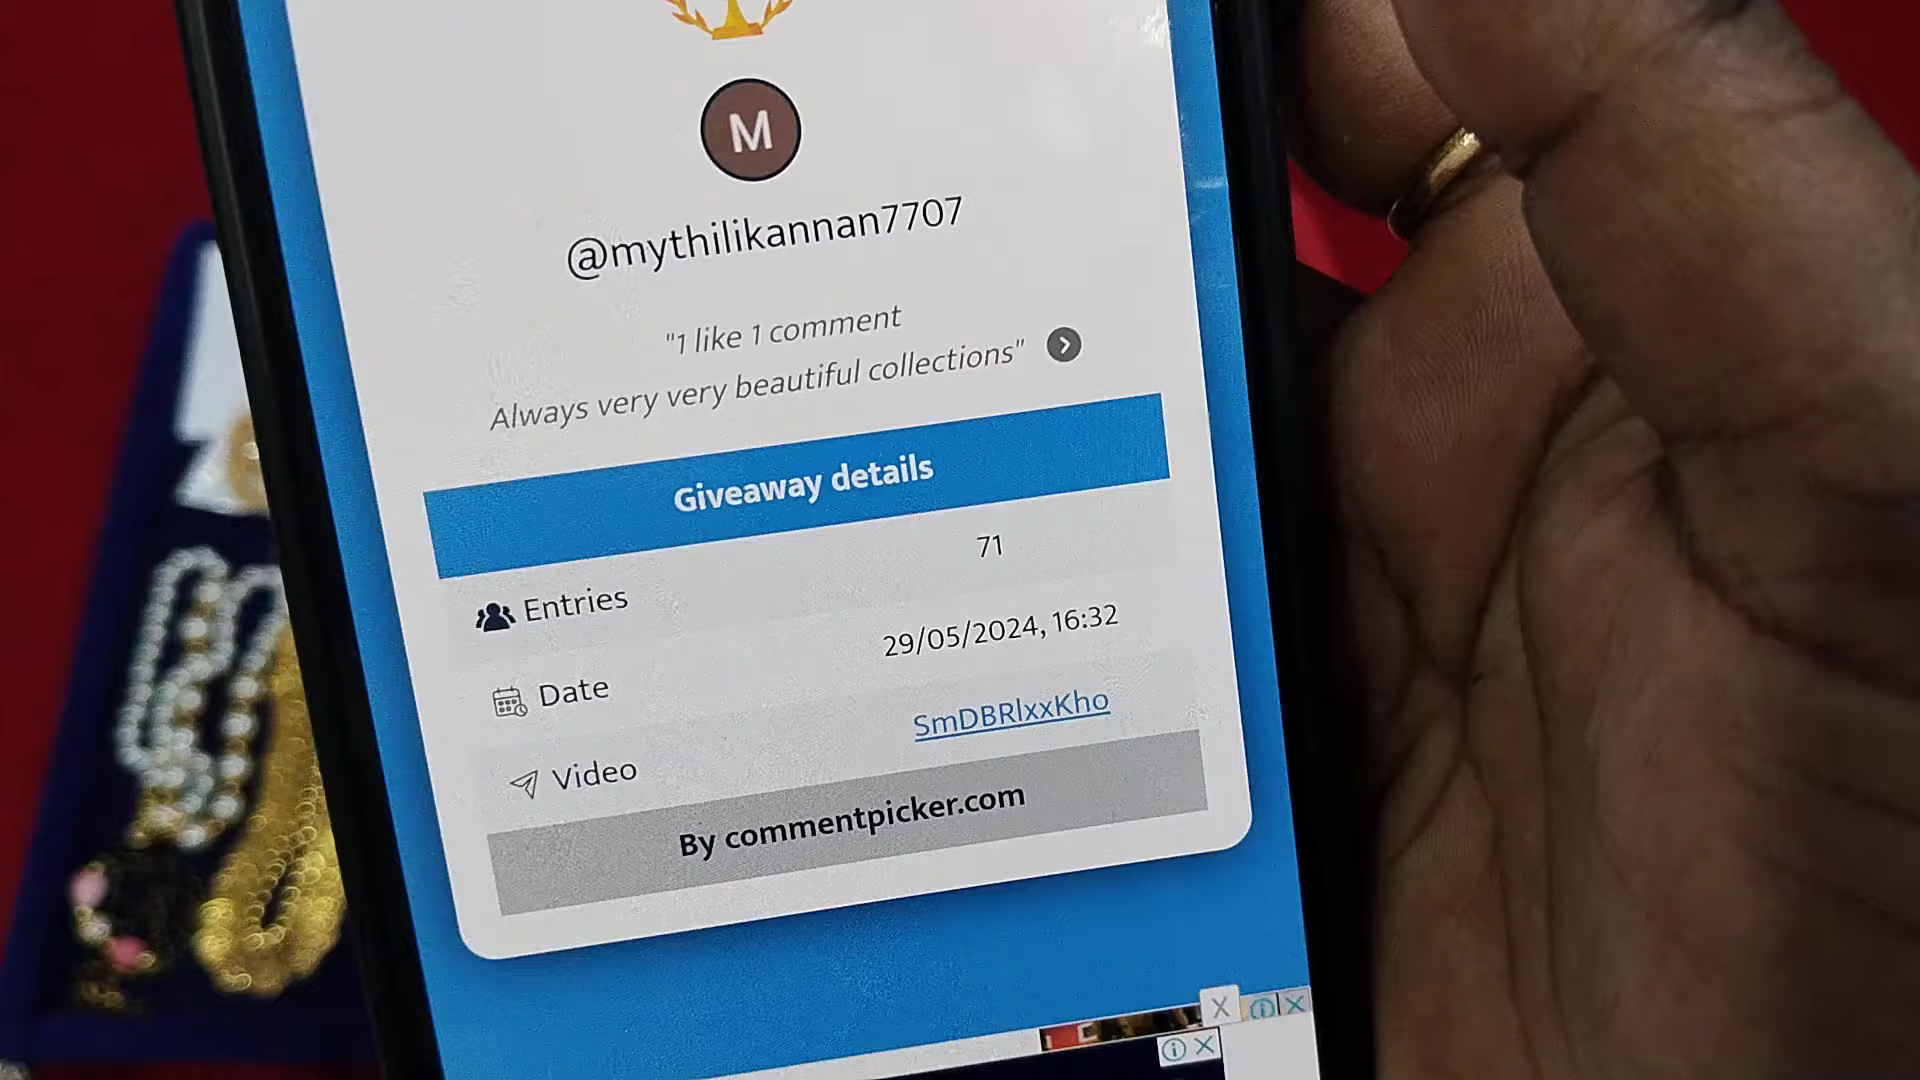 M
@mythilikannan7707
"1 like 1 comment
Always very very beautiful collections"
Giveaway details
Entries 71
Date 29/05/2024, 16:32
Video SmDBRlxxKho
By commentpicker.com